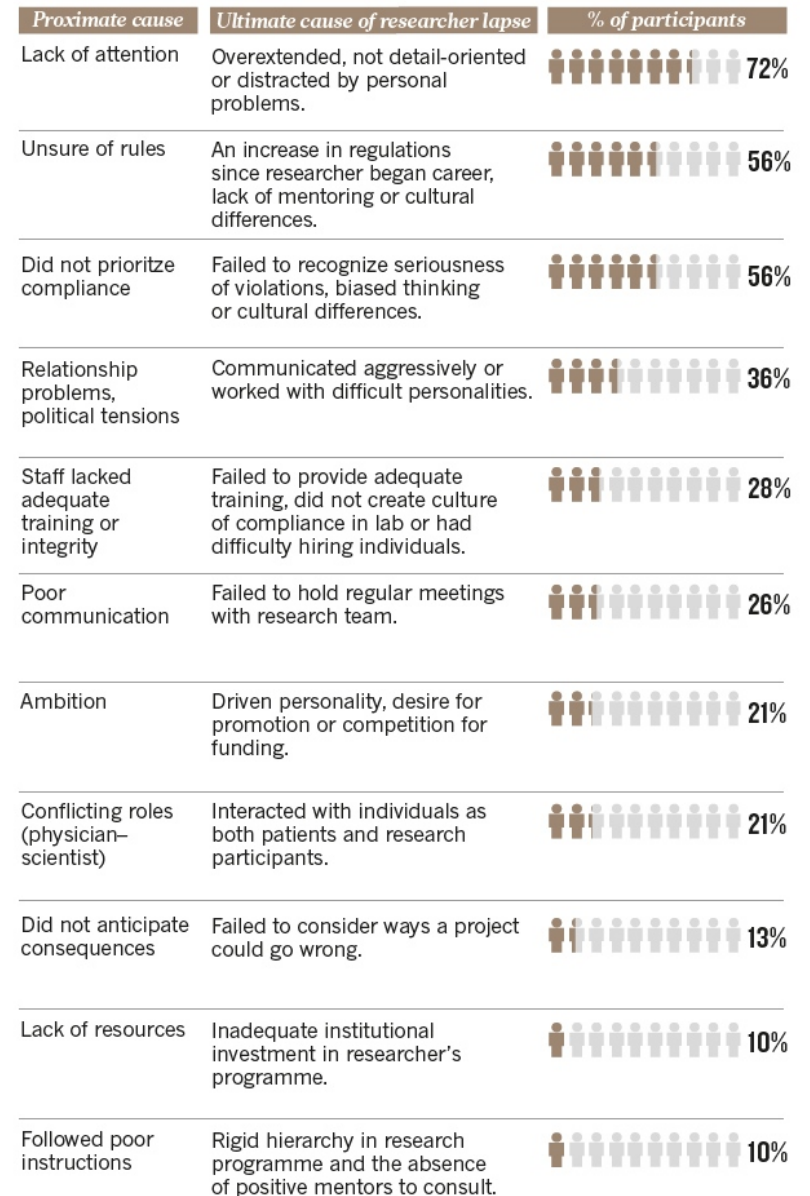 Proximate cause Ultimate cause of researcher lapse % of participants
Lack of attention
Overextended, not detail-oriented
or distracted by personal
problems.
72%
Unsure of rules
An increase in regulations
since researcher began career,
lack of mentoring or cultural
differences.
56%
Did not prioritze
compliance
Failed to recognize seriousness
of violations, biased thinking
or cultural differences.
56%
Relationship
problems,
political tensions
Communicated aggressively or
worked with difficult personalities.
36%
Staff lacked
adequate
training or
integrity
Failed to provide adequate
training, did not create culture
of compliance in lab or had
difficulty hiring individuals.
28%
Poor
communication
Failed to hold regular meetings
with research team.
26%
Ambition
Driven personality, desire for
promotion or competition for
funding.
21%
Conflicting roles
(physician–
scientist)
Interacted with individuals as
both patients and research
participants.
21%
Did not anticipate
consequences
Failed to consider ways a project
could go wrong.
13%
Lack of resources
Inadequate institutional
investment in researcher’s
programme.
10%
Followed poor
instructions
Rigid hierarchy in research
programme and the absence
of positive mentors to consult.
10%